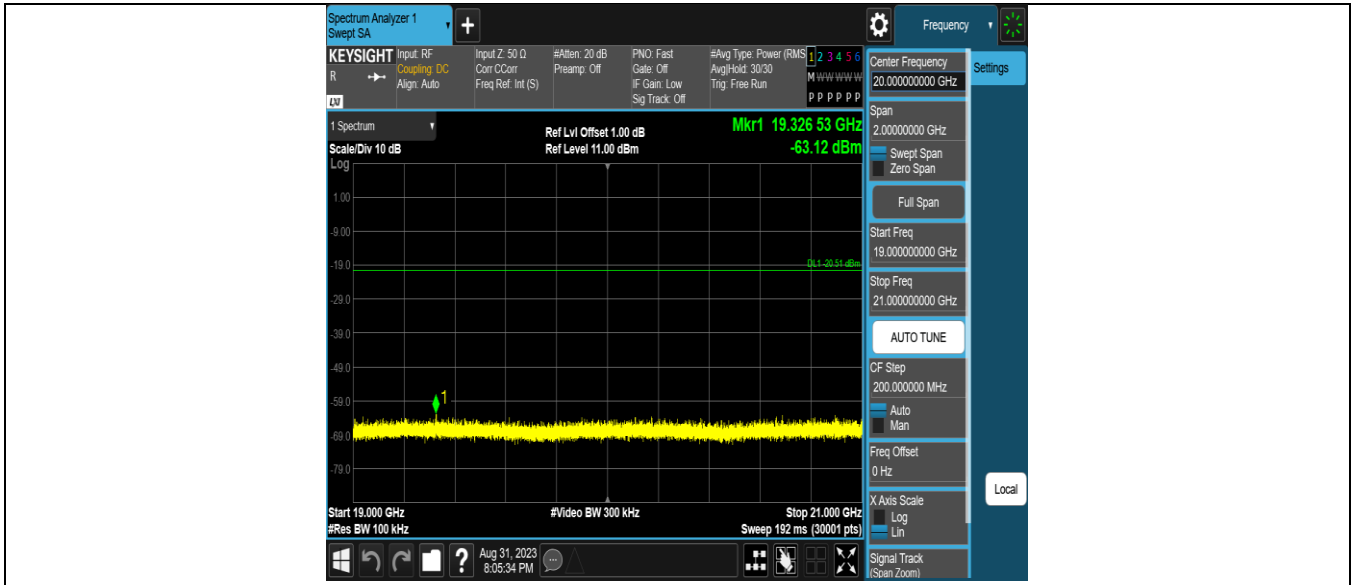 Spectrum Analyzer 1
Swept SA
+
Frequency
KEYSIGHT
R
LXI
Input: RF
Coupling: DC
Align: Auto
Input Z: 50 Ω
Corr CCorr
Freq Ref: Int (S)
#Atten: 20 dB
Preamp: Off
PNO: Fast
Gate: Off
IF Gain: Low
Sig Track: Off
#Avg Type: Power (RMS
Avg|Hold: 30/30
Trig: Free Run
1 2 3 4 5 6
M W W W W W
P P P P P P
1 Spectrum
Scale/Div 10 dB
Log
Ref Lvl Offset 1.00 dB
Ref Level 11.00 dBm
Mkr1 19.326 53 GHz
-63.12 dBm
1.00
-9.00
-19.0
DL1 -20.51 dBm
-29.0
-39.0
-49.0
-59.0
1
-69.0
-79.0
Start 19.000 GHz
#Video BW 300 kHz
Stop 21.000 GHz
#Res BW 100 kHz
Sweep 192 ms (30001 pts)
?
Aug 31, 2023
8:05:34 PM
Center Frequency
20.000000000 GHz
Settings
Span
2.00000000 GHz
Swept Span
Zero Span
Full Span
Start Freq
19.000000000 GHz
Stop Freq
21.000000000 GHz
AUTO TUNE
CF Step
200.000000 MHz
Auto
Man
Freq Offset
0 Hz
X Axis Scale
Log
Lin
Local
Signal Track
(Span Zoom)